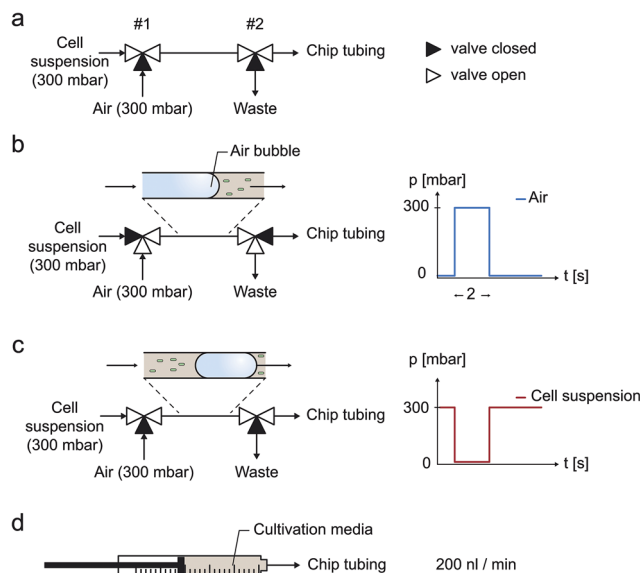 a
#1
#2
Cell
suspension
(300 mbar)
Chip tubing
Air (300 mbar)
Waste
valve closed
valve open
b
Air bubble
Cell
suspension
(300 mbar)
Chip tubing
Air (300 mbar)
Waste
p [mbar]
300
0
Air
t [s]
←2→
c
Cell
suspension
(300 mbar)
Chip tubing
Air (300 mbar)
Waste
p [mbar]
300
0
Cell suspension
t [s]
d
Cultivation media
Chip tubing
200 nl / min